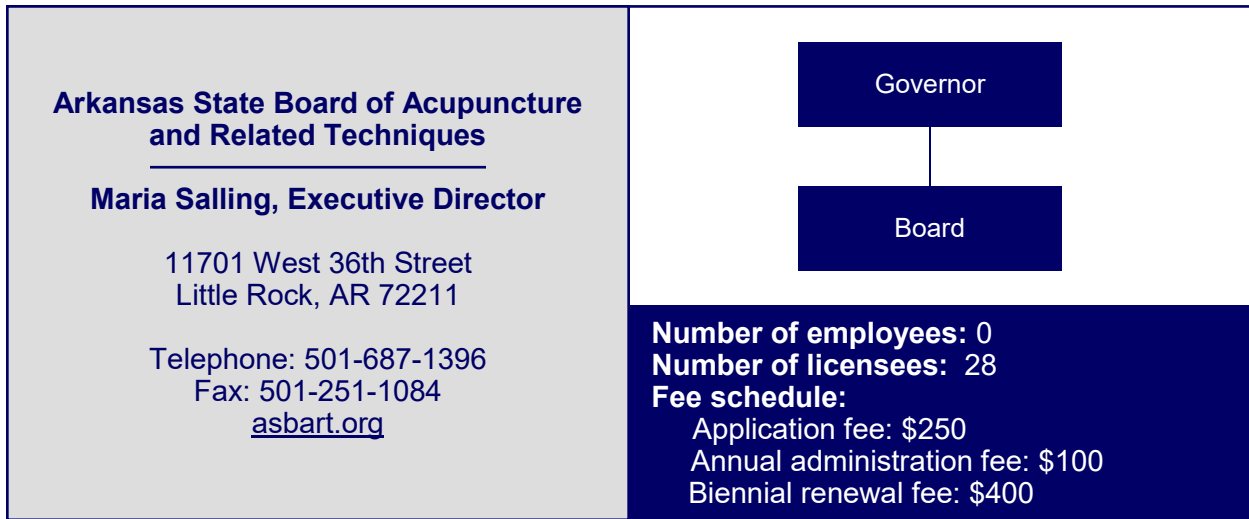 Arkansas State Board of Acupuncture
and Related Techniques
Maria Salling, Executive Director
11701 West 36th Street
Little Rock, AR 72211
Telephone: 501-687-1396
Fax: 501-251-1084
asbart.org
Governor
Board
Number of employees: 0
Number of licensees: 28
Fee schedule:
Application fee: $250
Annual administration fee: $100
Biennial renewal fee: $400